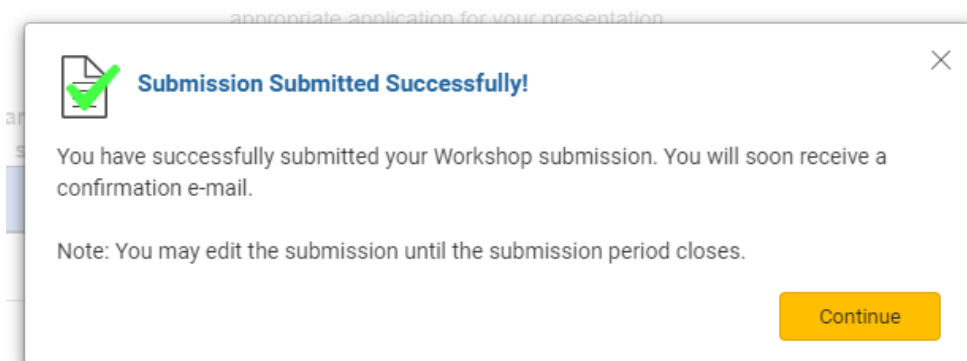 appropriate application for your presentation
Submission Submitted Successfully!
ar
s
You have successfully submitted your Workshop submission. You will soon receive a
confirmation e-mail.
Note: You may edit the submission until the submission period closes.
Continue